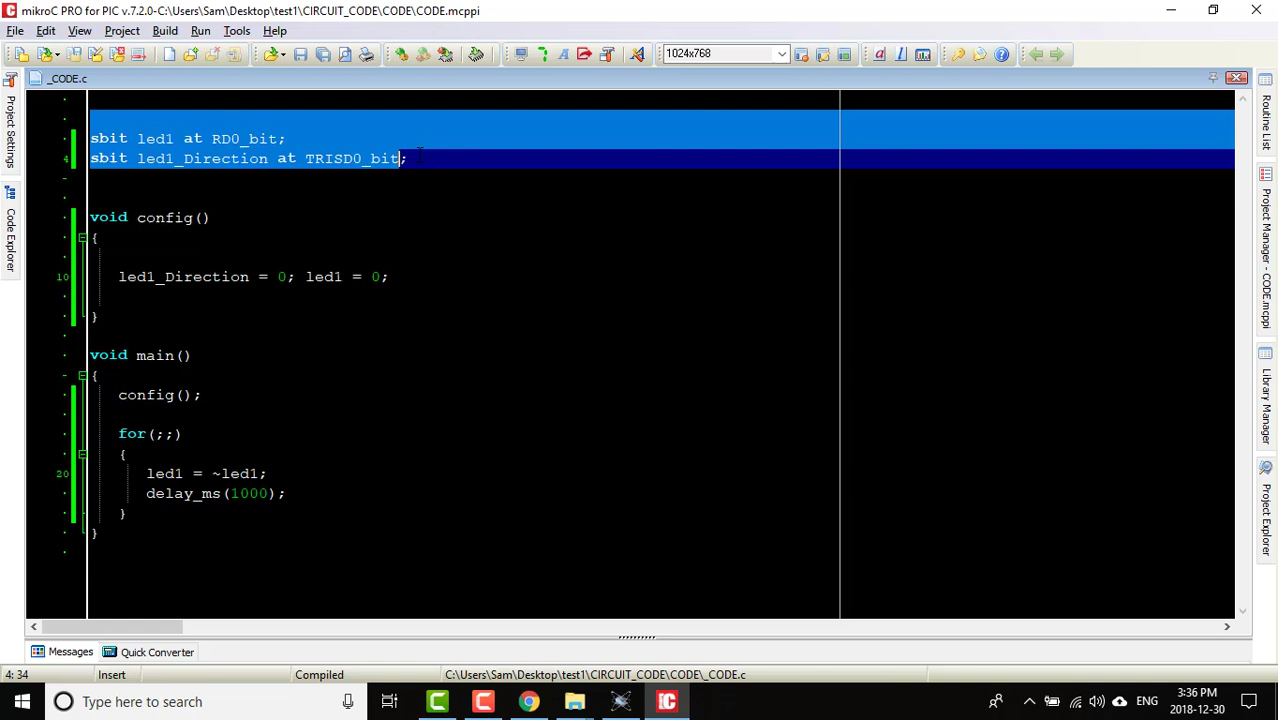 mikroC PRO for PIC v.7.2.0-C:\Users\Sam\Desktop\test1\CIRCUIT_CODE\CODE\CODE.mcppi
File Edit View Project Build Run Tools Help
1024x768
_CODE.c
sbit led1 at RD0_bit;
4 sbit led1_Direction at TRISD0_bit;
void config()
{
10 led1_Direction = 0; led1 = 0;
}
void main()
{
config();
for(;;)
{
20 led1 = ~led1;
delay_ms(1000);
}
}
Project Settings
Code Explorer
Routine List
Project Manager - CODE.mcppi
Library Manager
Project Explorer
Messages Quick Converter
4: 34 Insert Compiled C:\Users\Sam\Desktop\test1\CIRCUIT_CODE\CODE\_CODE.c
Type here to search
ENG
3:36 PM
2018-12-30